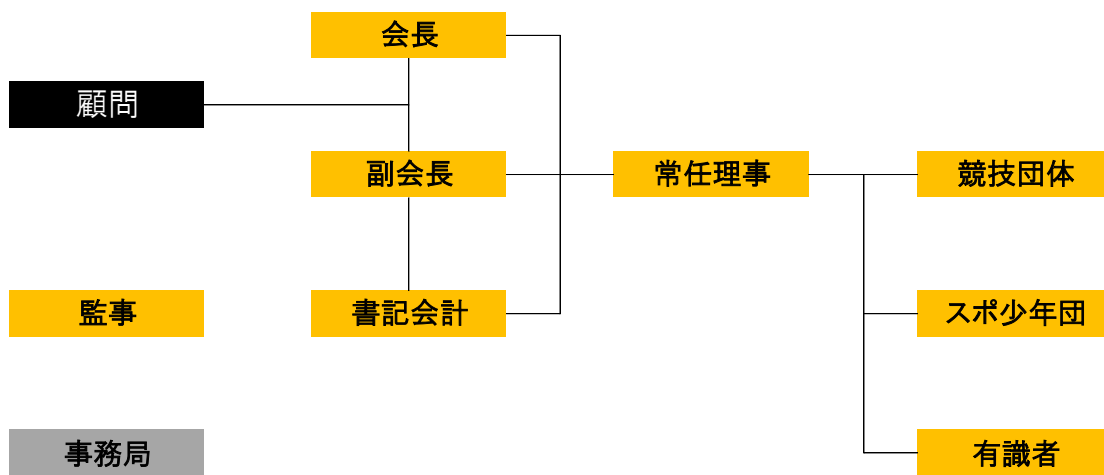 会長
顧問
副会長
常任理事
競技団体
監事
書記会計
スポ少年団
事務局
有識者